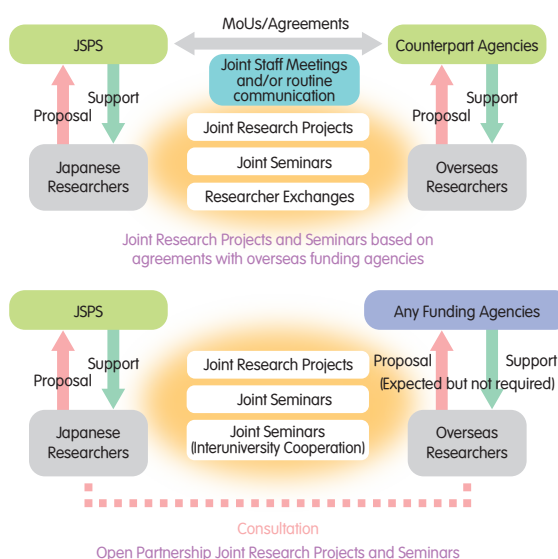 MoUs/Agreements
JSPS
Counterpart Agencies
Joint Staff Meetings
and/or routine
communication
Support
Proposal
Support
Proposal
Joint Research Projects
Joint Seminars
Researcher Exchanges
Japanese
Researchers
Overseas
Researchers
Joint Research Projects and Seminars based on
agreements with overseas funding agencies
JSPS
Any Funding Agencies
Support
Proposal
Proposal
Support
(Expected but not required)
Joint Research Projects
Joint Seminars
Joint Seminars
(Interuniversity Cooperation)
Japanese
Researchers
Overseas
Researchers
Consultation
Open Partnership Joint Research Projects and Seminars